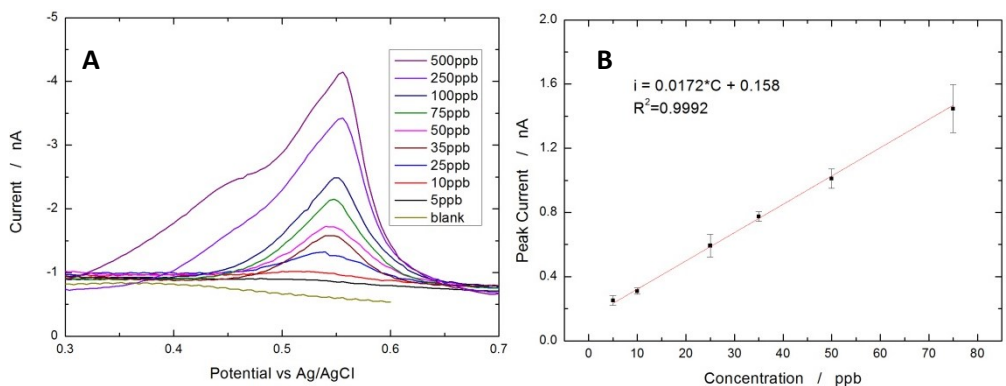 A
-5
-4
-3
-2
-1
0
Current / nA
0.3 0.4 0.5 0.6 0.7
Potential vs Ag/AgCl
500ppb
250ppb
100ppb
75ppb
50ppb
35ppb
25ppb
10ppb
5ppb
blank
B
i = 0.0172*C + 0.158
R²=0.9992
2.0
1.6
1.2
0.8
0.4
0.0
Peak Current / nA
0 10 20 30 40 50 60 70 80
Concentration / ppb